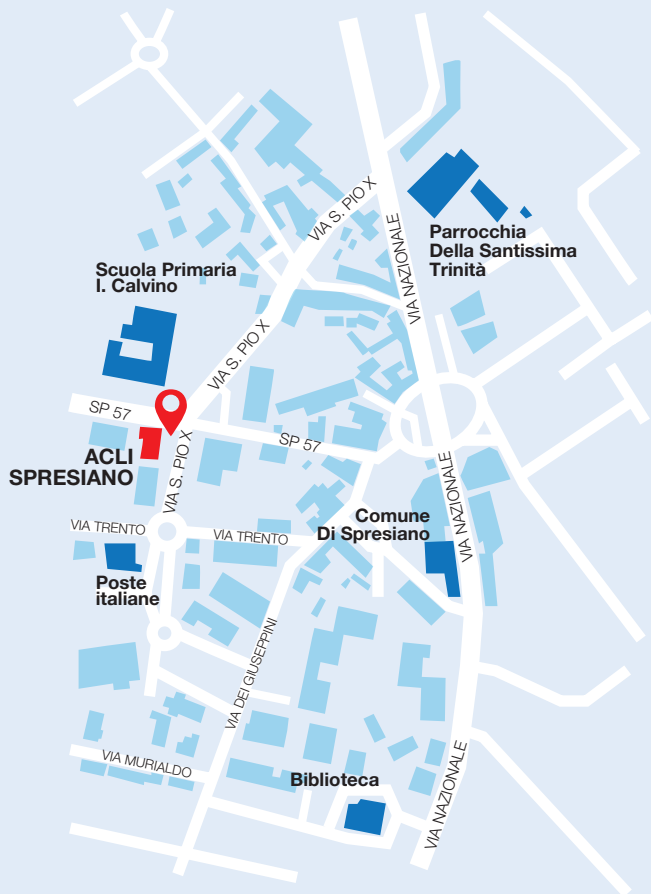 VIA S. PIO X
VIA NAZIONALE
Parrocchia
Della Santissima
Trinità
Scuola Primaria
I. Calvino
VIA S. PIO X
SP 57
SP 57
ACLI
SPRESIANO
VIA S. PIO X
VIA NAZIONALE
Comune
Di Spresiano
VIA TRENTO
VIA TRENTO
Poste
italiane
VIA DEI GIUSEPPINI
VIA MURIALDO
Biblioteca
VIA NAZIONALE